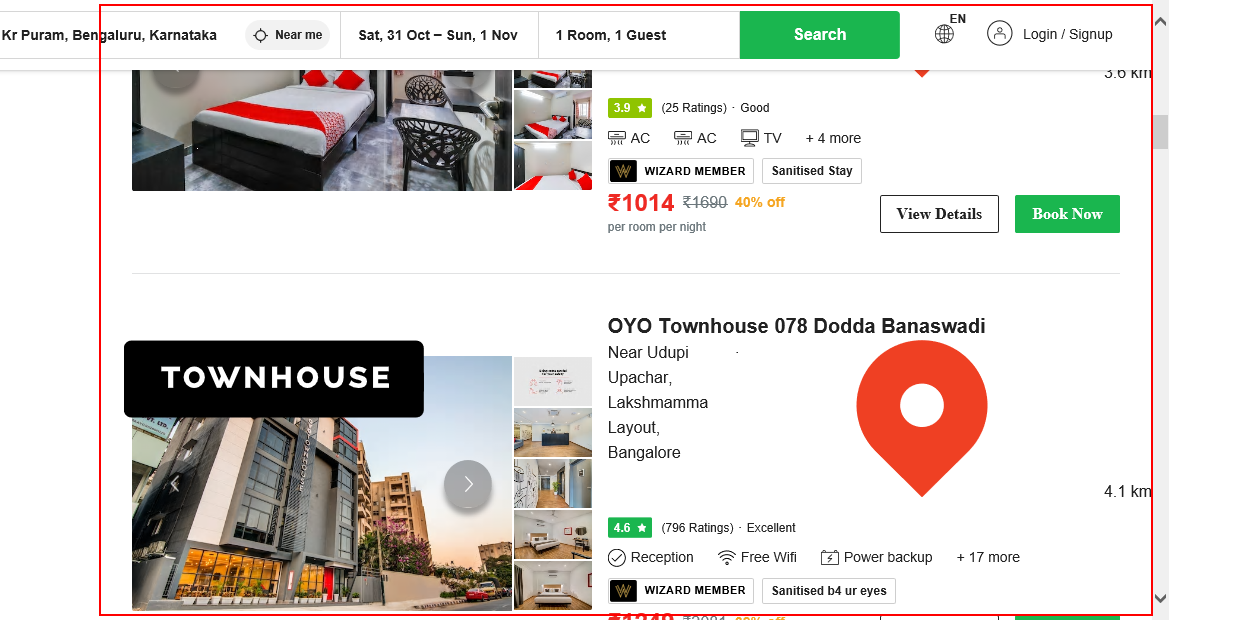 EN
Kr Puram, Bengaluru, Karnataka
Near me
Sat, 31 Oct – Sun, 1 Nov
1 Room, 1 Guest
Search
Login / Signup
3.6 km
3.9 ★ (25 Ratings) · Good
AC AC TV + 4 more
WIZARD MEMBER Sanitised Stay
₹1014 ₹1690 40% off
per room per night
View Details
Book Now
OYO Townhouse 078 Dodda Banaswadi
Near Udupi ·
Upachar,
Lakshmamma
Layout,
Bangalore
TOWNHOUSE
4.1 km
4.6 ★ (796 Ratings) · Excellent
Reception Free Wifi Power backup + 17 more
WIZARD MEMBER Sanitised b4 ur eyes